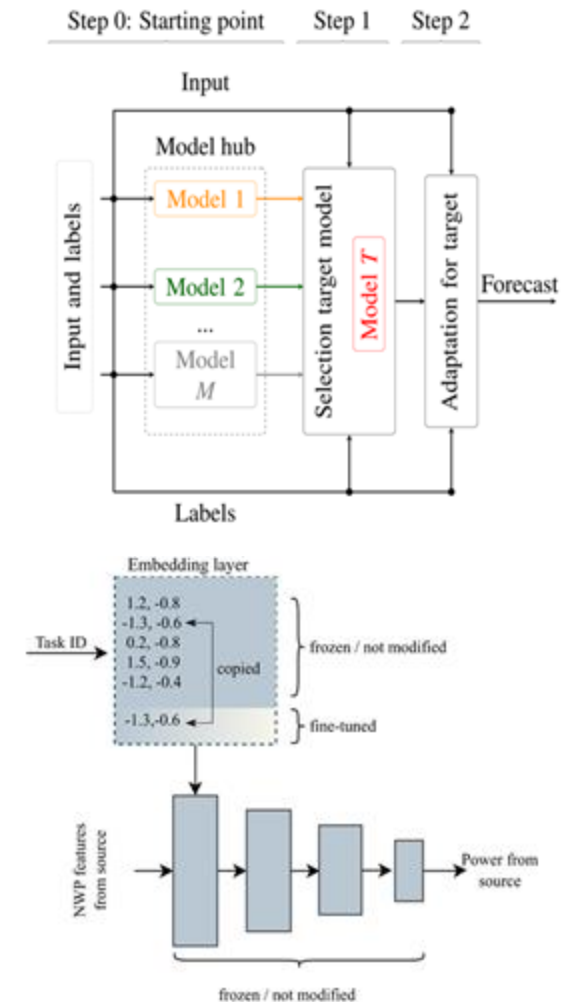 Step 0: Starting point
Step 1
Step 2
Input
Model hub
Input and labels
Model 1
Model 2
...
Model
M
Selection target model
Model T
Adaptation for target
Forecast
Labels
Embedding layer
Task ID
1.2, -0.8
-1.3, -0.6
0.2, -0.8
1.5, -0.9
-1.2, -0.4
copied
-1.3,-0.6
frozen / not modified
fine-tuned
NWP features
from source
Power from
source
frozen / not modified